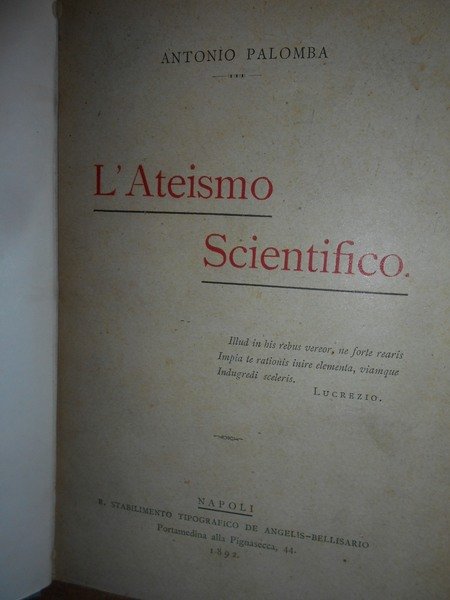 ANTONIO PALOMBA
L'Ateismo
Scientifico.
Illud in his rebus vereor, ne forte rearis
Impia te rationis inire elementa, viamque
Indugredi sceleris.
LUCREZIO.
NAPOLI
R. STABILIMENTO TIPOGRAFICO DE ANGELIS-BELLISARIO
Portamedina alla Pignasecca, 44.
1892.